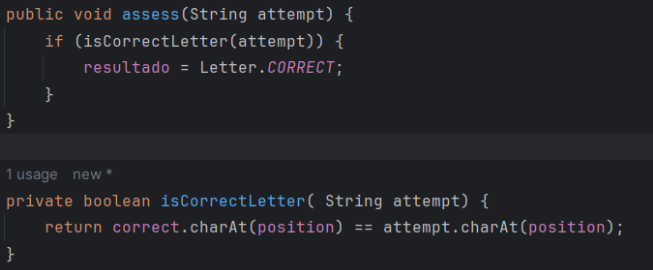 public void assess(String attempt) {
    if (isCorrectLetter(attempt)) {
        resultado = Letter.CORRECT;
    }
}
1 usage   new *
private boolean isCorrectLetter( String attempt) {
    return correct.charAt(position) == attempt.charAt(position);
}